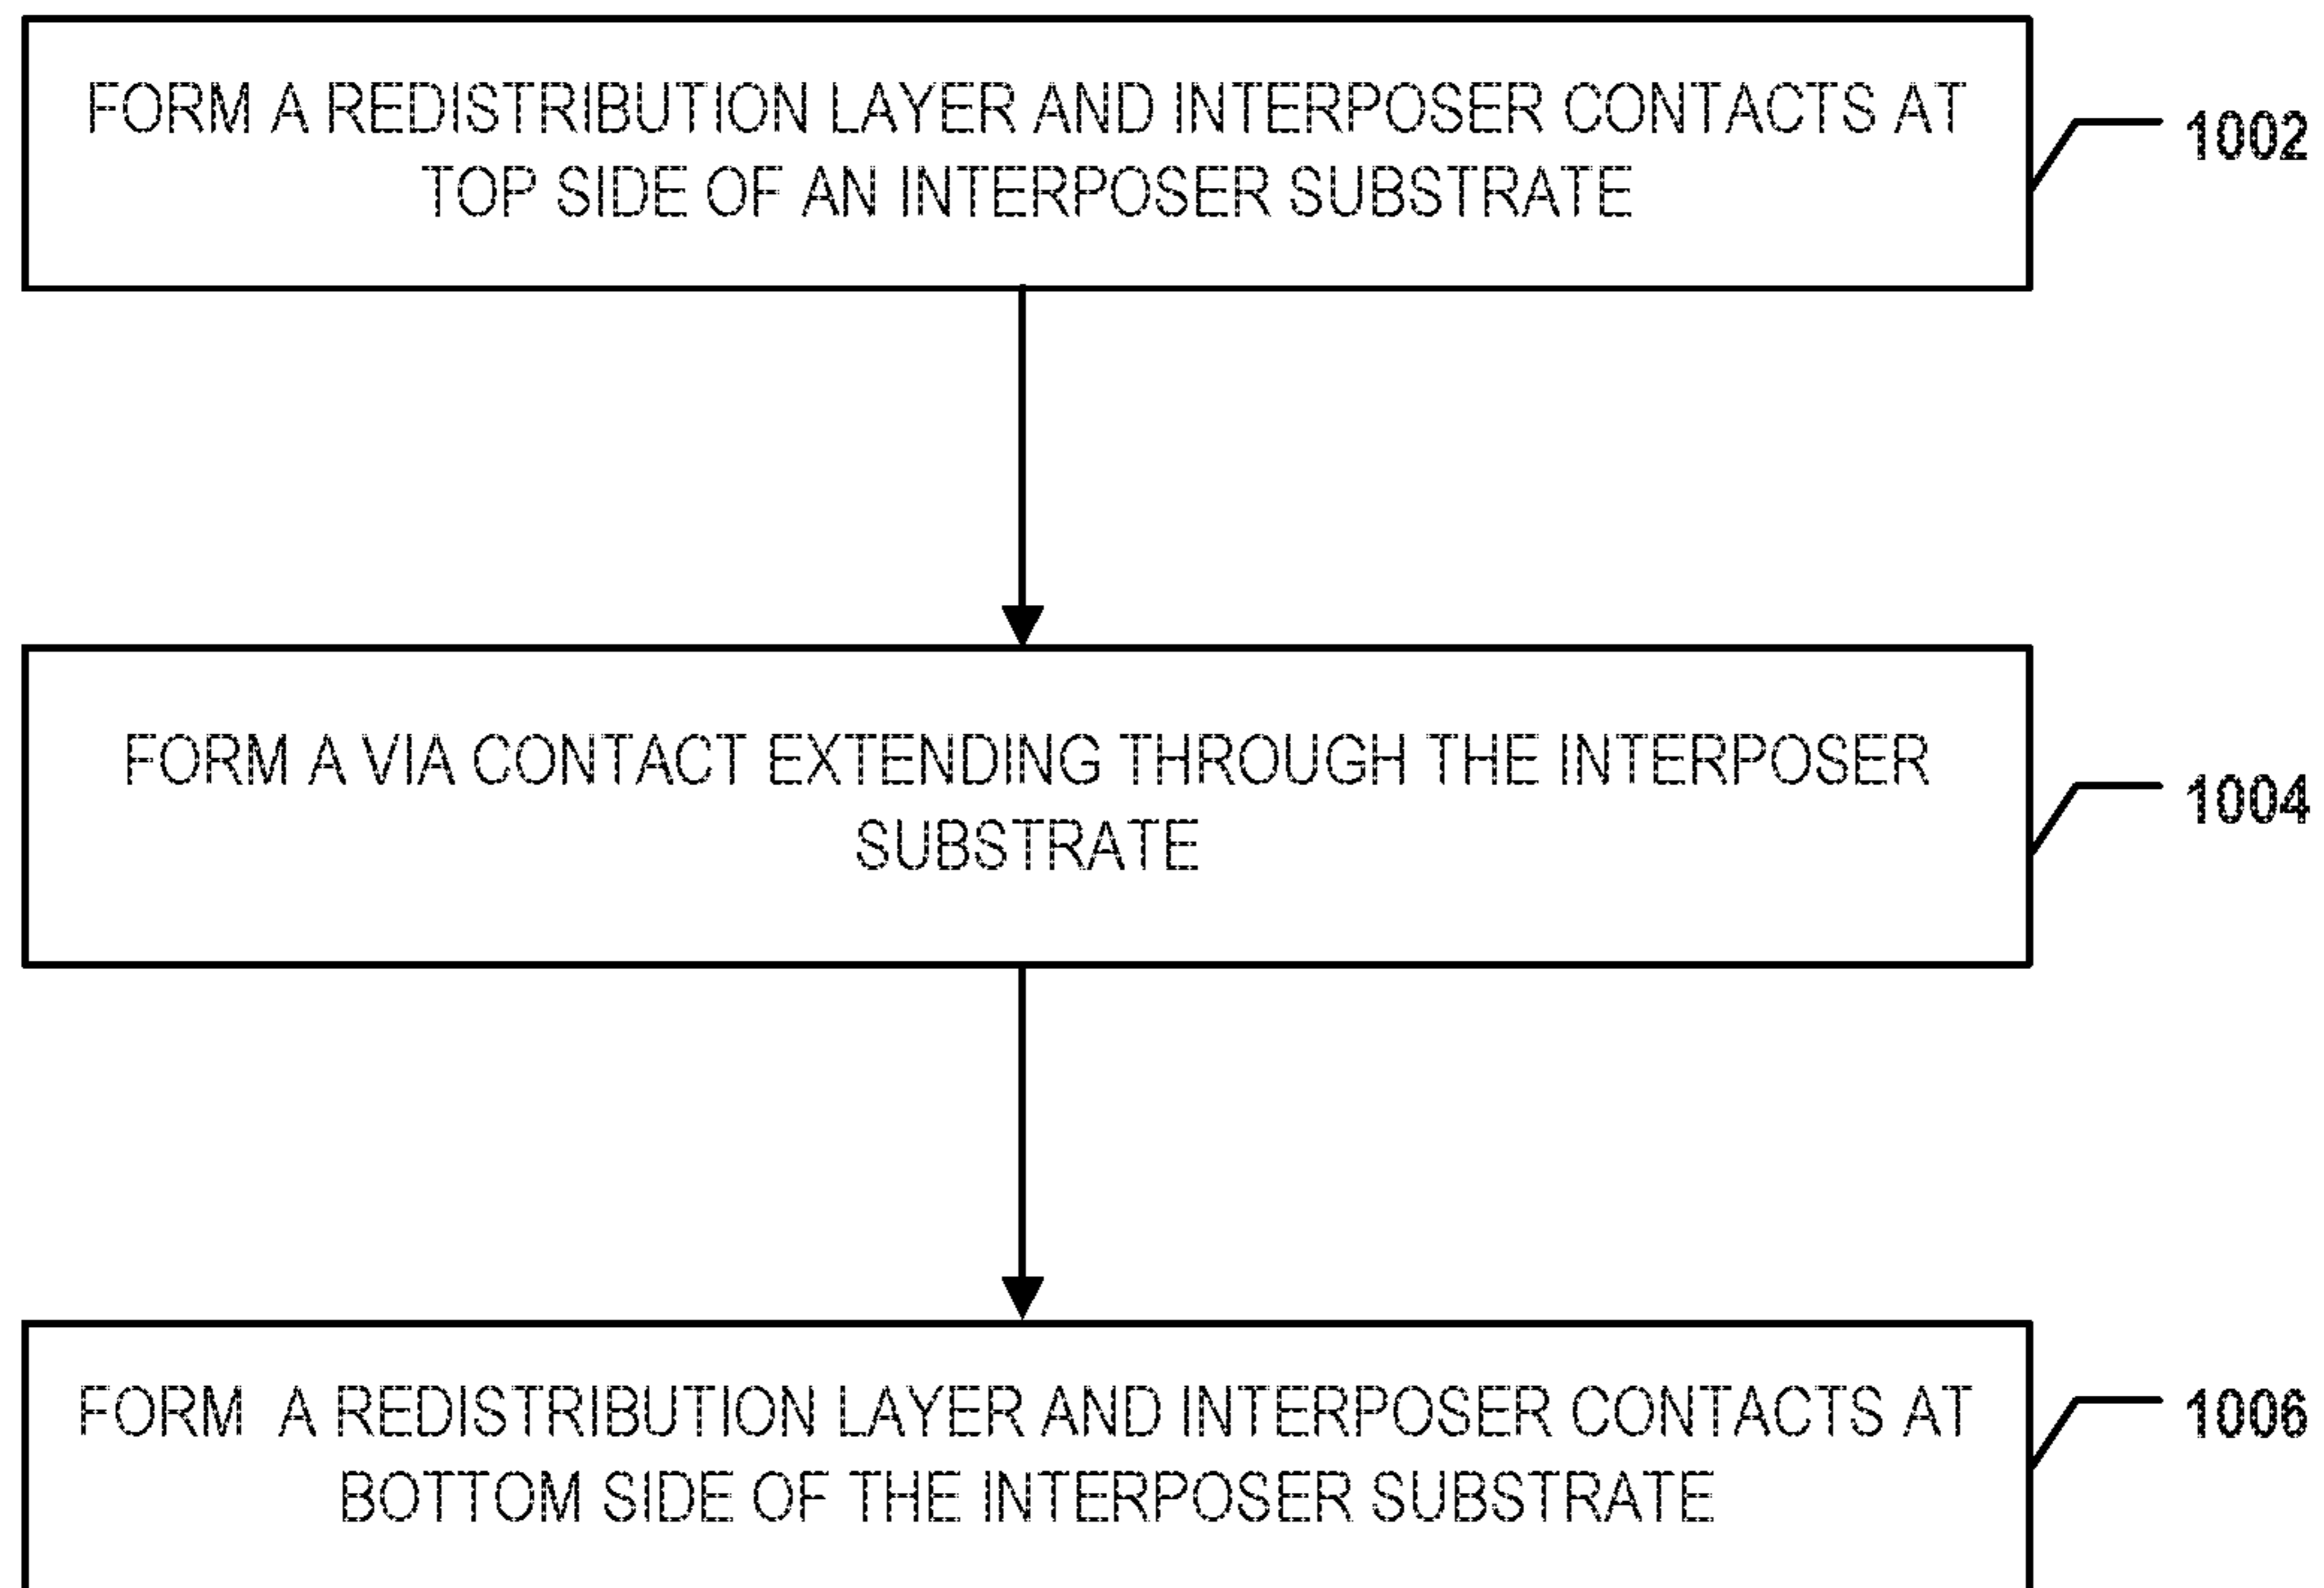 FORM A REDISTRIBUTION LAYER AND INTERPOSER CONTACTS AT
TOP SIDE OF AN INTERPOSER SUBSTRATE
1002
FORM A VIA CONTACT EXTENDING THROUGH THE INTERPOSER
SUBSTRATE
1004
FORM A REDISTRIBUTION LAYER AND INTERPOSER CONTACTS AT
BOTTOM SIDE OF THE INTERPOSER SUBSTRATE
1006